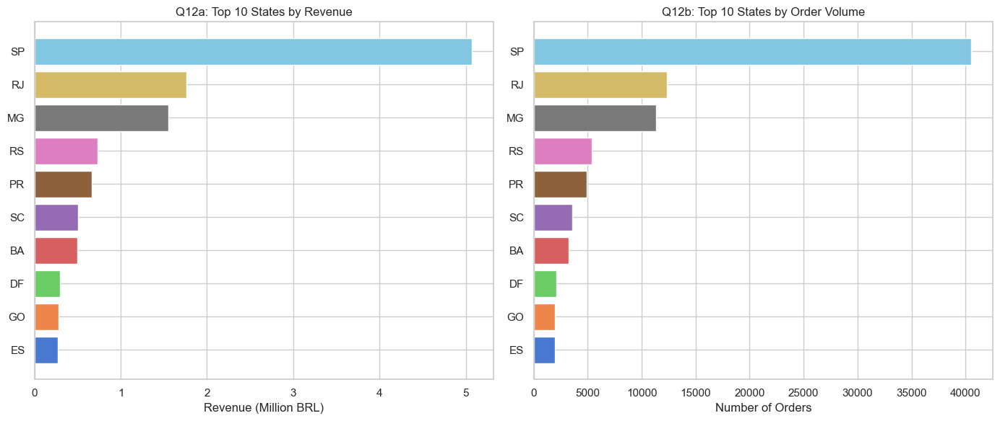 Q12a: Top 10 States by Revenue
SP
RJ
MG
RS
PR
SC
BA
DF
GO
ES
0 1 2 3 4 5
Revenue (Million BRL)
Q12b: Top 10 States by Order Volume
SP
RJ
MG
RS
PR
SC
BA
DF
GO
ES
0 5000 10000 15000 20000 25000 30000 35000 40000
Number of Orders